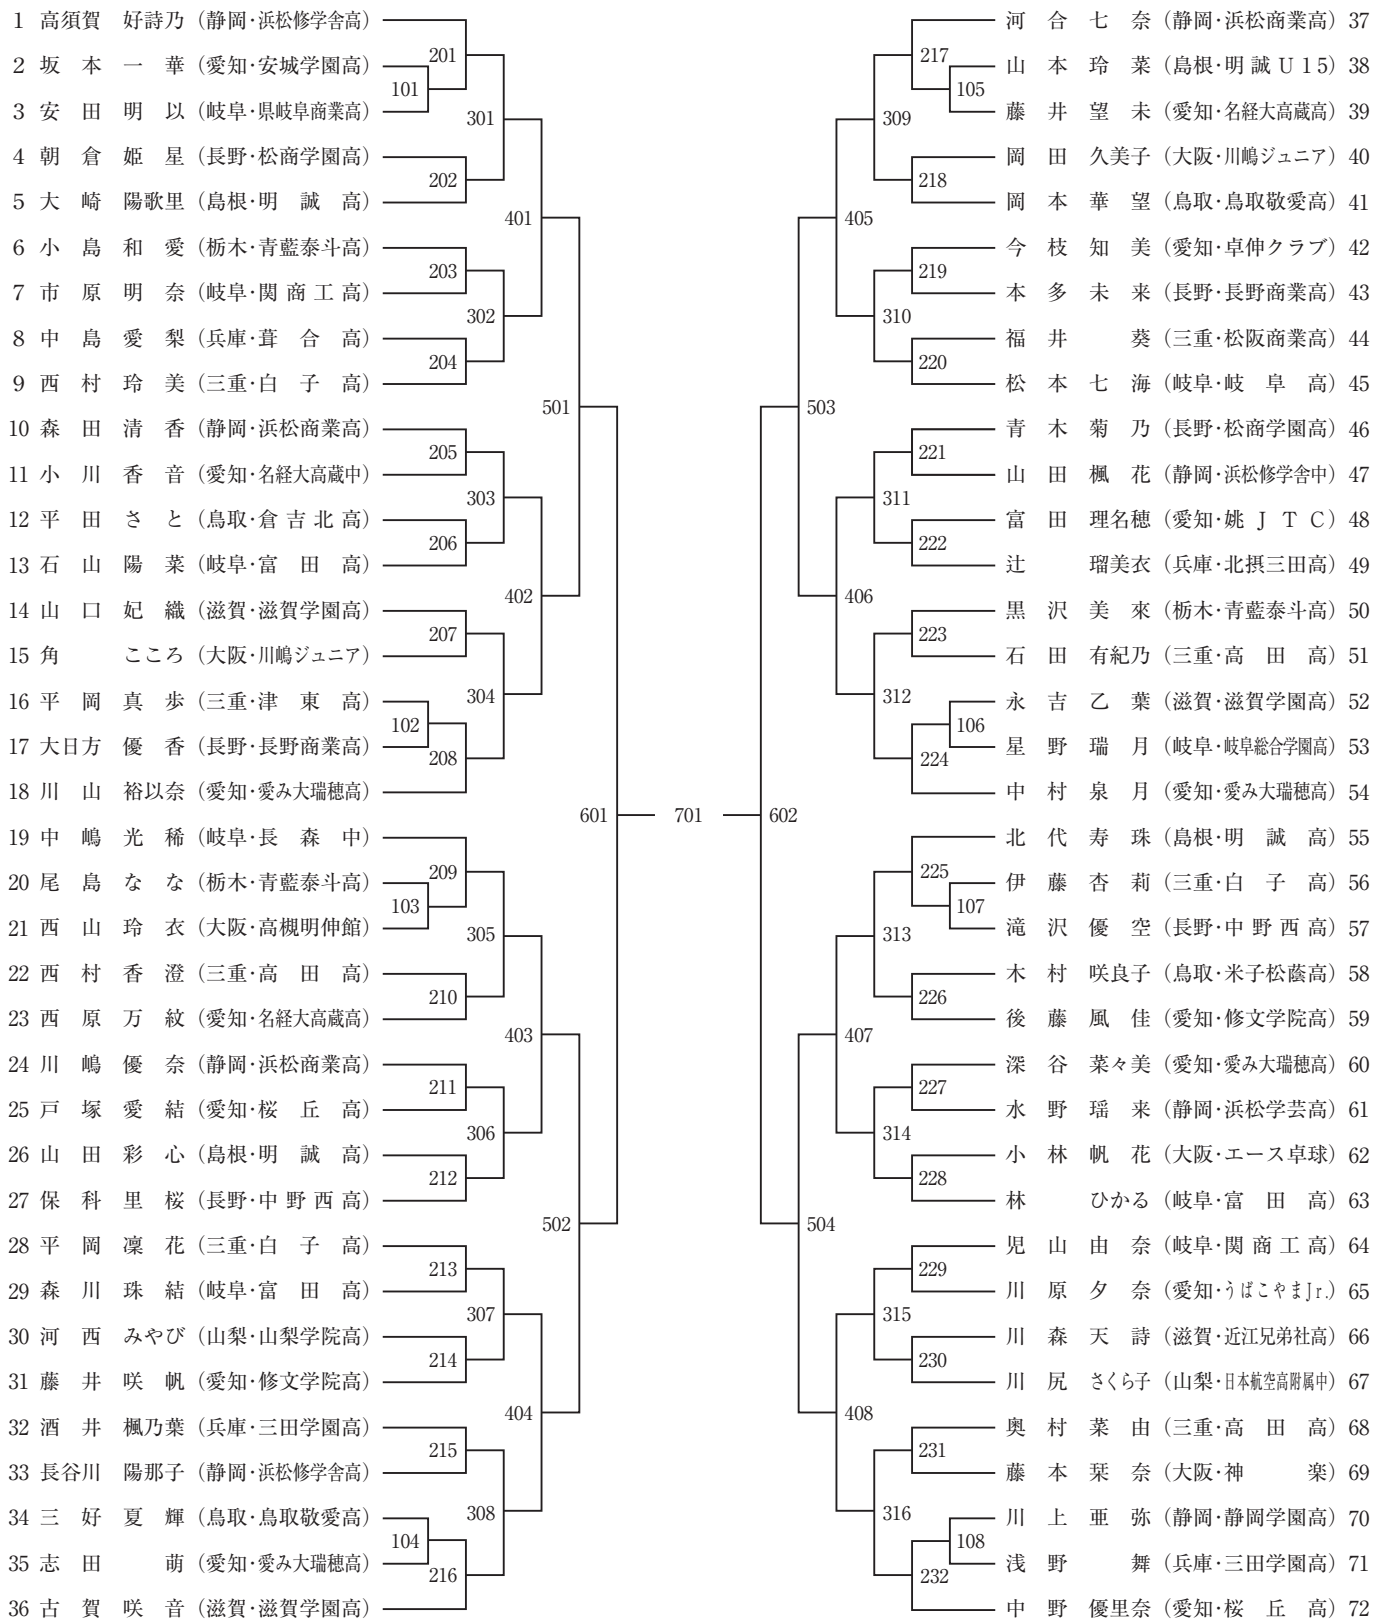 1 高須賀 好詩乃 (静岡・浜松修学舎高)
2 坂本一華 (愛知・安城学園高)
3 安田明以 (岐阜・県岐阜商業高)
4 朝倉姫星 (長野・松商学園高)
5 大崎 陽歌里 (島根・明誠高)
6 小島和愛 (栃木・青藍泰斗高)
7 市原明奈 (岐阜・関商工高)
8 中島愛梨 (兵庫・葺合高)
9 西村玲美 (三重・白子高)
10 森田清香 (静岡・浜松商業高)
11 小川香音 (愛知・名経大高蔵中)
12 平田さと (鳥取・倉吉北高)
13 石山陽菜 (岐阜・富田高)
14 山口妃織 (滋賀・滋賀学園高)
15 角 こころ (大阪・川嶋ジュニア)
16 平岡真歩 (三重・津東高)
17 大日方 優香 (長野・長野商業高)
18 川山 裕以奈 (愛知・愛み大瑞穂高)
19 中嶋光稀 (岐阜・長森中)
20 尾島なな (栃木・青藍泰斗高)
21 西山玲衣 (大阪・高槻明伸館)
22 西村香澄 (三重・高田高)
23 西原万紋 (愛知・名経大高蔵高)
24 川嶋優奈 (静岡・浜松商業高)
25 戸塚愛結 (愛知・桜丘高)
26 山田彩心 (島根・明誠高)
27 保科里桜 (長野・中野西高)
28 平岡凜花 (三重・白子高)
29 森川珠結 (岐阜・富田高)
30 河西 みやび (山梨・山梨学院高)
31 藤井咲帆 (愛知・修文学院高)
32 酒井 楓乃葉 (兵庫・三田学園高)
33 長谷川 陽那子 (静岡・浜松修学舎高)
34 三好夏輝 (鳥取・鳥取敬愛高)
35 志田 萌 (愛知・愛み大瑞穂高)
36 古賀咲音 (滋賀・滋賀学園高)
101
102
103
104
201
202
203
204
205
206
207
208
209
210
211
212
213
214
215
216
301
302
303
304
305
306
307
308
401
402
403
404
501
502
601
701
602
503
504
405
406
407
408
309
310
311
312
313
314
315
316
217
218
219
220
221
222
223
224
225
226
227
228
229
230
231
232
105
106
107
108
河合七奈 (静岡・浜松商業高) 37
山本玲菜 (島根・明誠U15) 38
藤井望未 (愛知・名経大高蔵高) 39
岡田 久美子 (大阪・川嶋ジュニア) 40
岡本華望 (鳥取・鳥取敬愛高) 41
今枝知美 (愛知・卓伸クラブ) 42
本多未来 (長野・長野商業高) 43
福井 葵 (三重・松阪商業高) 44
松本七海 (岐阜・岐阜高) 45
青木菊乃 (長野・松商学園高) 46
山田楓花 (静岡・浜松修学舎中) 47
富田 理名穂 (愛知・姚JTC) 48
辻 瑠美衣 (兵庫・北摂三田高) 49
黒沢美來 (栃木・青藍泰斗高) 50
石田 有紀乃 (三重・高田高) 51
永吉乙葉 (滋賀・滋賀学園高) 52
星野瑞月 (岐阜・岐阜総合学園高) 53
中村泉月 (愛知・愛み大瑞穂高) 54
北代寿珠 (島根・明誠高) 55
伊藤杏莉 (三重・白子高) 56
滝沢優空 (長野・中野西高) 57
木村 咲良子 (鳥取・米子松蔭高) 58
後藤風佳 (愛知・修文学院高) 59
深谷 菜々美 (愛知・愛み大瑞穂高) 60
水野瑶来 (静岡・浜松学芸高) 61
小林帆花 (大阪・エース卓球) 62
林 ひかる (岐阜・富田高) 63
児山由奈 (岐阜・関商工高) 64
川原夕奈 (愛知・うばこやまJr.) 65
川森天詩 (滋賀・近江兄弟社高) 66
川尻 さくら子 (山梨・日本航空高附属中) 67
奥村菜由 (三重・高田高) 68
藤本栞奈 (大阪・神楽) 69
川上亜弥 (静岡・静岡学園高) 70
浅野 舞 (兵庫・三田学園高) 71
中野 優里奈 (愛知・桜丘高) 72